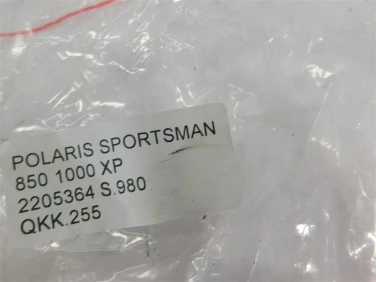 POLARIS SPORTSMAN
850 1000 XP
2205364 S.980
QKK.255